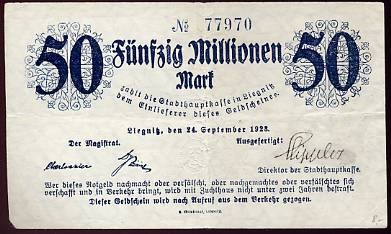 № 77970
50 Fünfzig Millionen 50
Mark
zahlt die Stadthauptkasse in Liegnitz
dem Einlieferer dieses Geldscheines.
Liegnitz, den 24. September 1923.
Der Magistrat. Ausgefertigt:
Direktor der Stadthauptkasse.
Wer dieses Notgeld nachmacht oder verfälscht, oder nachgemachtes oder verfälschtes sich
verschafft und in Verkehr bringt, wird mit Zuchthaus nicht unter zwei Jahren bestraft.
Dieser Geldschein wird nach Aufruf aus dem Verkehr gezogen.